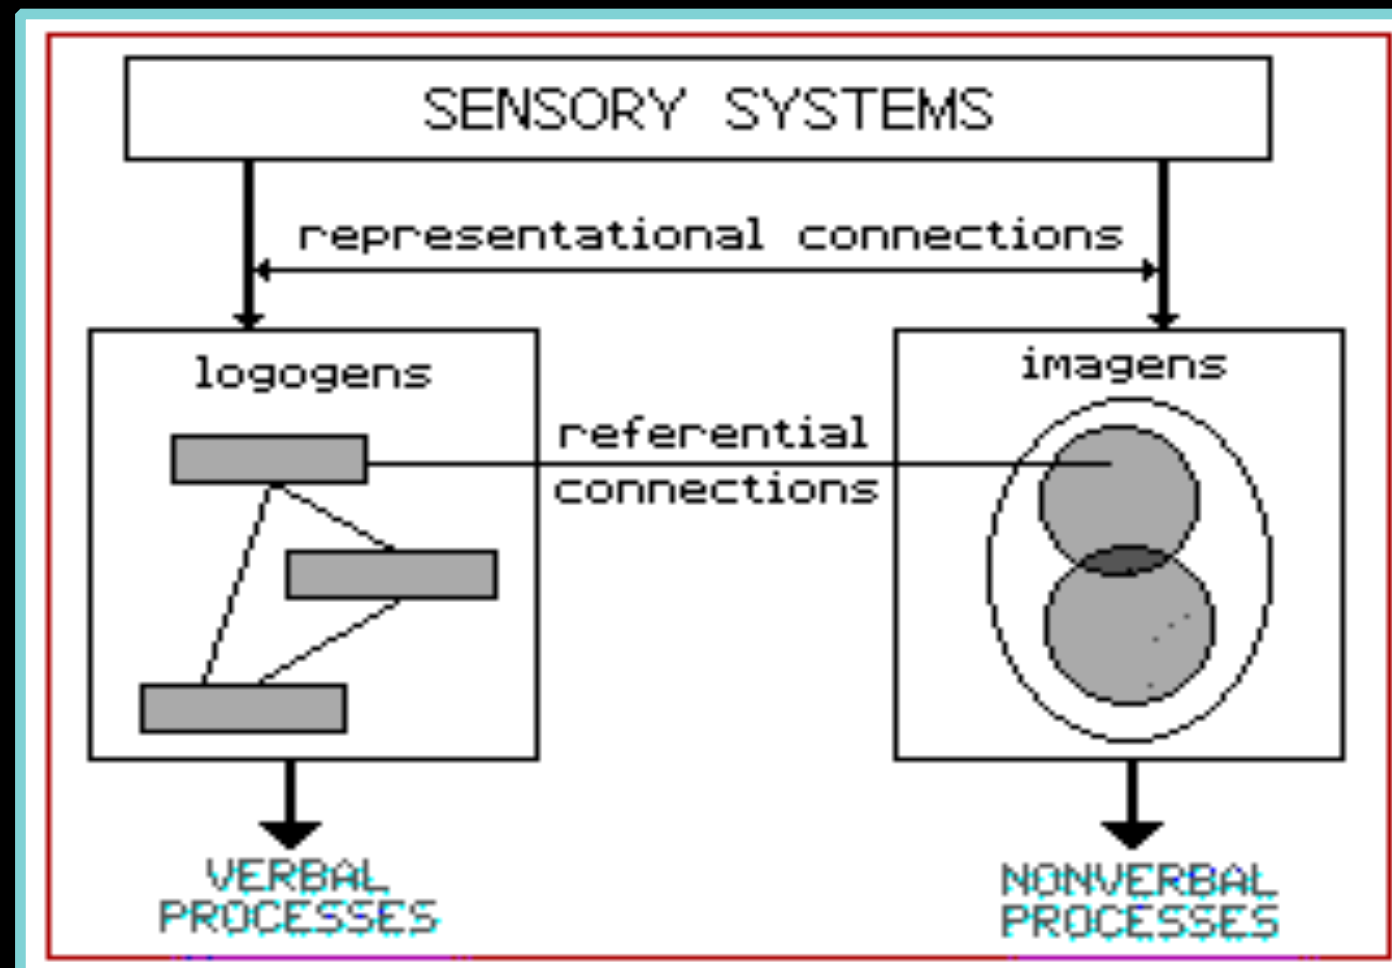 SENSORY SYSTEMS
representational connections
logogens
imagens
referential
connections
VERBAL
PROCESSES
NONVERBAL
PROCESSES